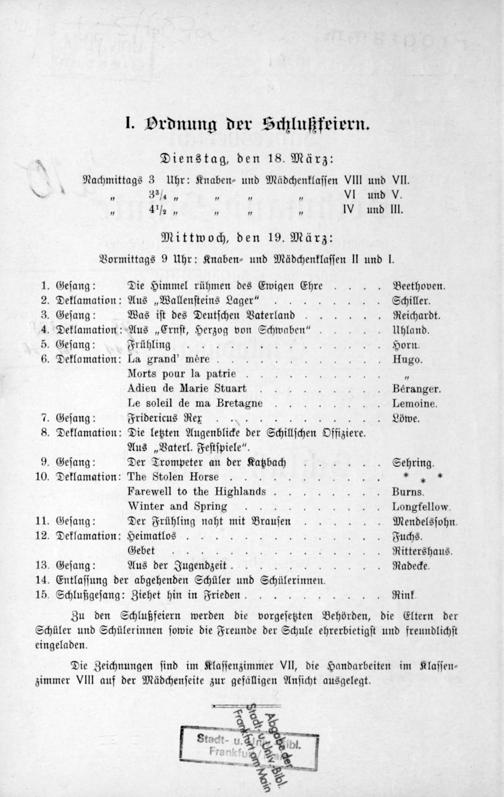 I. Ordnung der Schlußfeiern.
Dienstag, den 18. März:
Nachmittags 3 Uhr: Knaben- und Mädchenklassen VIII und VII.
„ 3³/₄ „ „ „ „ VI und V.
„ 4¹/₂ „ „ „ „ IV und III.
Mittwoch, den 19. März:
Vormittags 9 Uhr: Knaben- und Mädchenklassen II und I.
1. Gesang: Die Himmel rühmen des Ewigen Ehre . . . . Beethoven.
2. Deklamation: Aus „Wallensteins Lager“ . . . . . . . . Schiller.
3. Gesang: Was ist des Deutschen Vaterland . . . . . . Reichardt.
4. Deklamation: Aus „Ernst, Herzog von Schwaben“ . . . . . Uhland.
5. Gesang: Frühling . . . . . . . . . . . . Horn.
6. Deklamation: La grand' mère . . . . . . . . . . Hugo.
Morts pour la patrie . . . . . . . . . „
Adieu de Marie Stuart . . . . . . . . Béranger.
Le soleil de ma Bretagne . . . . . . . Lemoine.
7. Gesang: Fridericus Rex . . . . . . . . . . Löwe.
8. Deklamation: Die letzten Augenblicke der Schillschen Offiziere.
Aus „Vaterl. Festspiele“.
9. Gesang: Der Trompeter an der Katzbach . . . . . . Sehring.
10. Deklamation: The Stolen Horse . . . . . . . . . * * *
Farewell to the Highlands . . . . . . . Burns.
Winter and Spring . . . . . . . . . Longfellow.
11. Gesang: Der Frühling naht mit Brausen . . . . . Mendelssohn.
12. Deklamation: Heimatlos . . . . . . . . . . . Fuchs.
Gebet . . . . . . . . . . . . Rittershaus.
13. Gesang: Aus der Jugendzeit . . . . . . . . . Radecke.
14. Entlassung der abgehenden Schüler und Schülerinnen.
15. Schlußgesang: Ziehet hin in Frieden . . . . . . . . Rink.
Zu den Schlußfeiern werden die vorgesetzten Behörden, die Eltern der
Schüler und Schülerinnen sowie die Freunde der Schule ehrerbietigst und freundlichst
eingeladen.
Die Zeichnungen sind im Klassenzimmer VII, die Handarbeiten im Klassen-
zimmer VIII auf der Mädchenseite zur gefälligen Ansicht ausgelegt.
Abgabe der
Stadt- u. Univ. Bibl.
Frankfurt am Main
Stadt- u. Univ. Bibl.
Frankfurt